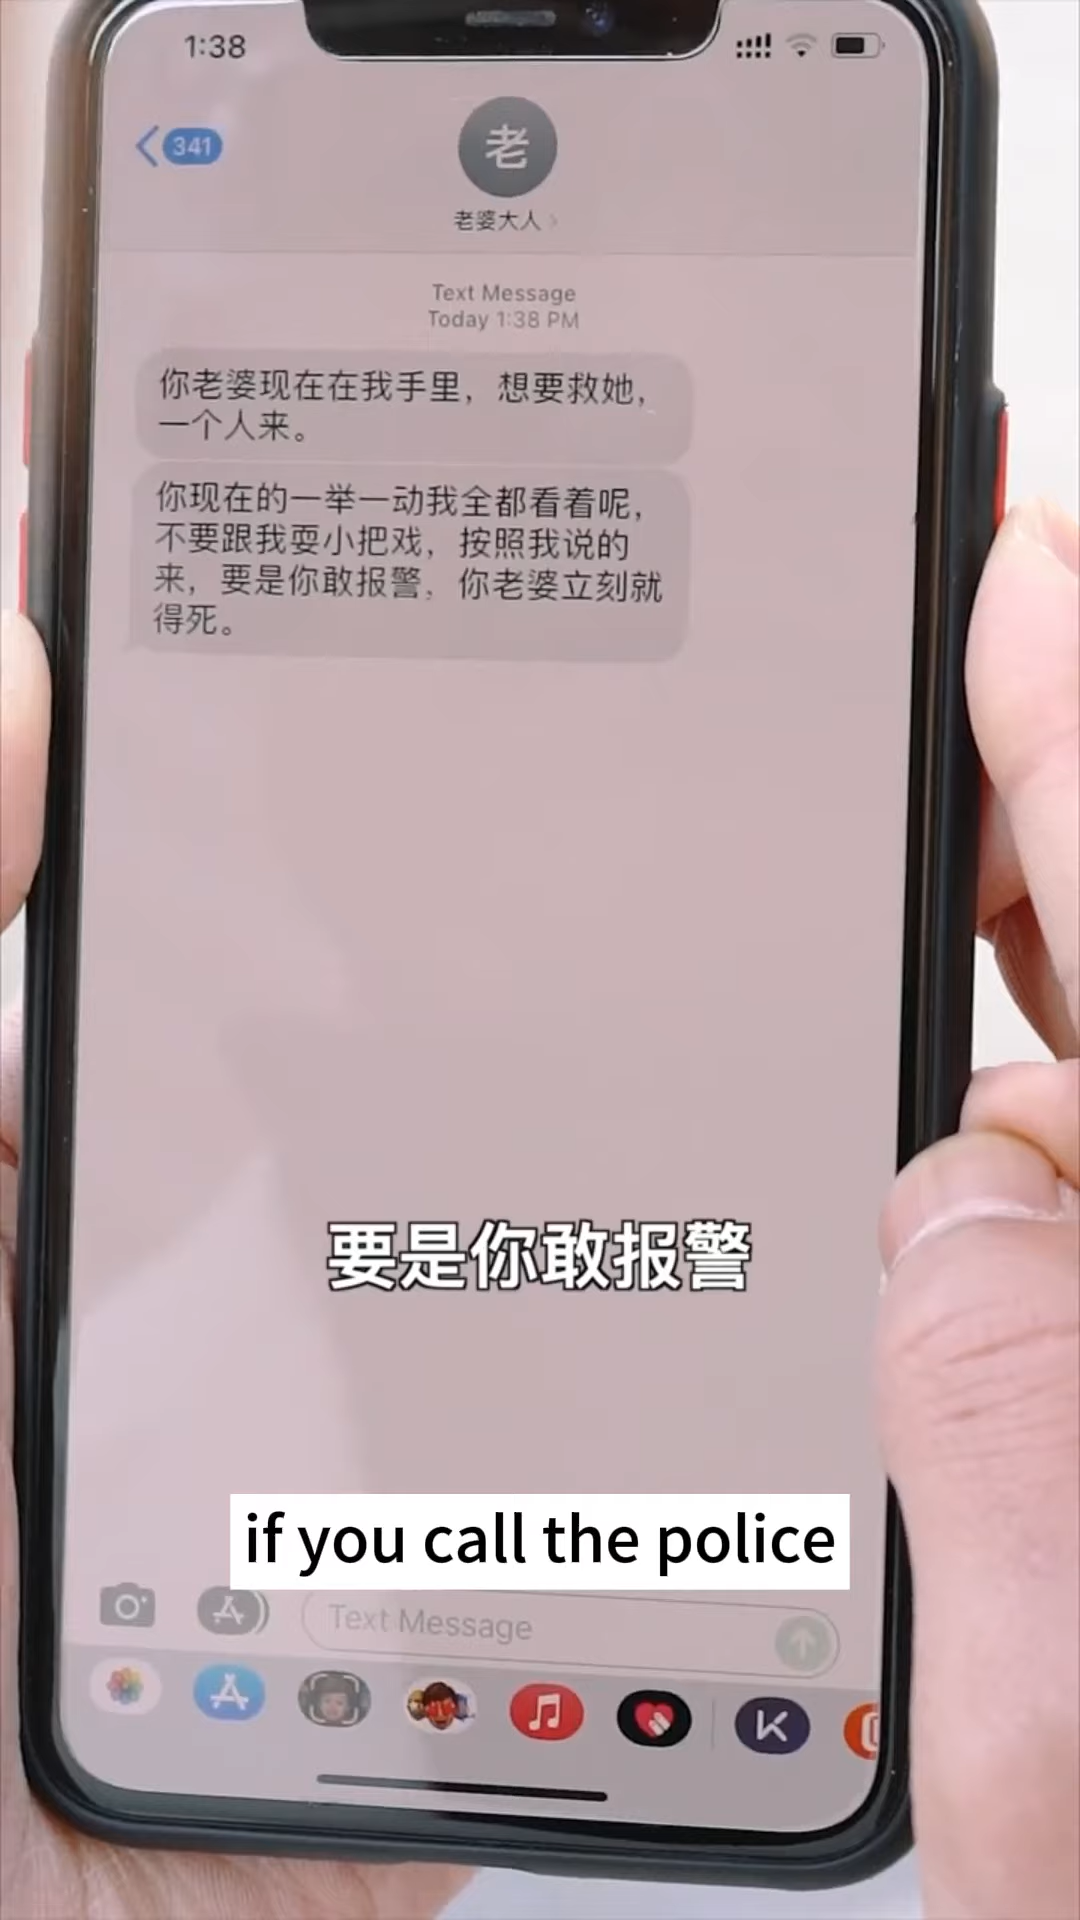 1:38
341
老
老婆大人
Text Message
Today 1:38 PM
你老婆现在在我手里，想要救她，
一个人来。
你现在的一举一动我全都看着呢，
不要跟我耍小把戏，按照我说的
来，要是你敢报警，你老婆立刻就
得死。
要是你敢报警
if you call the police
Text Message